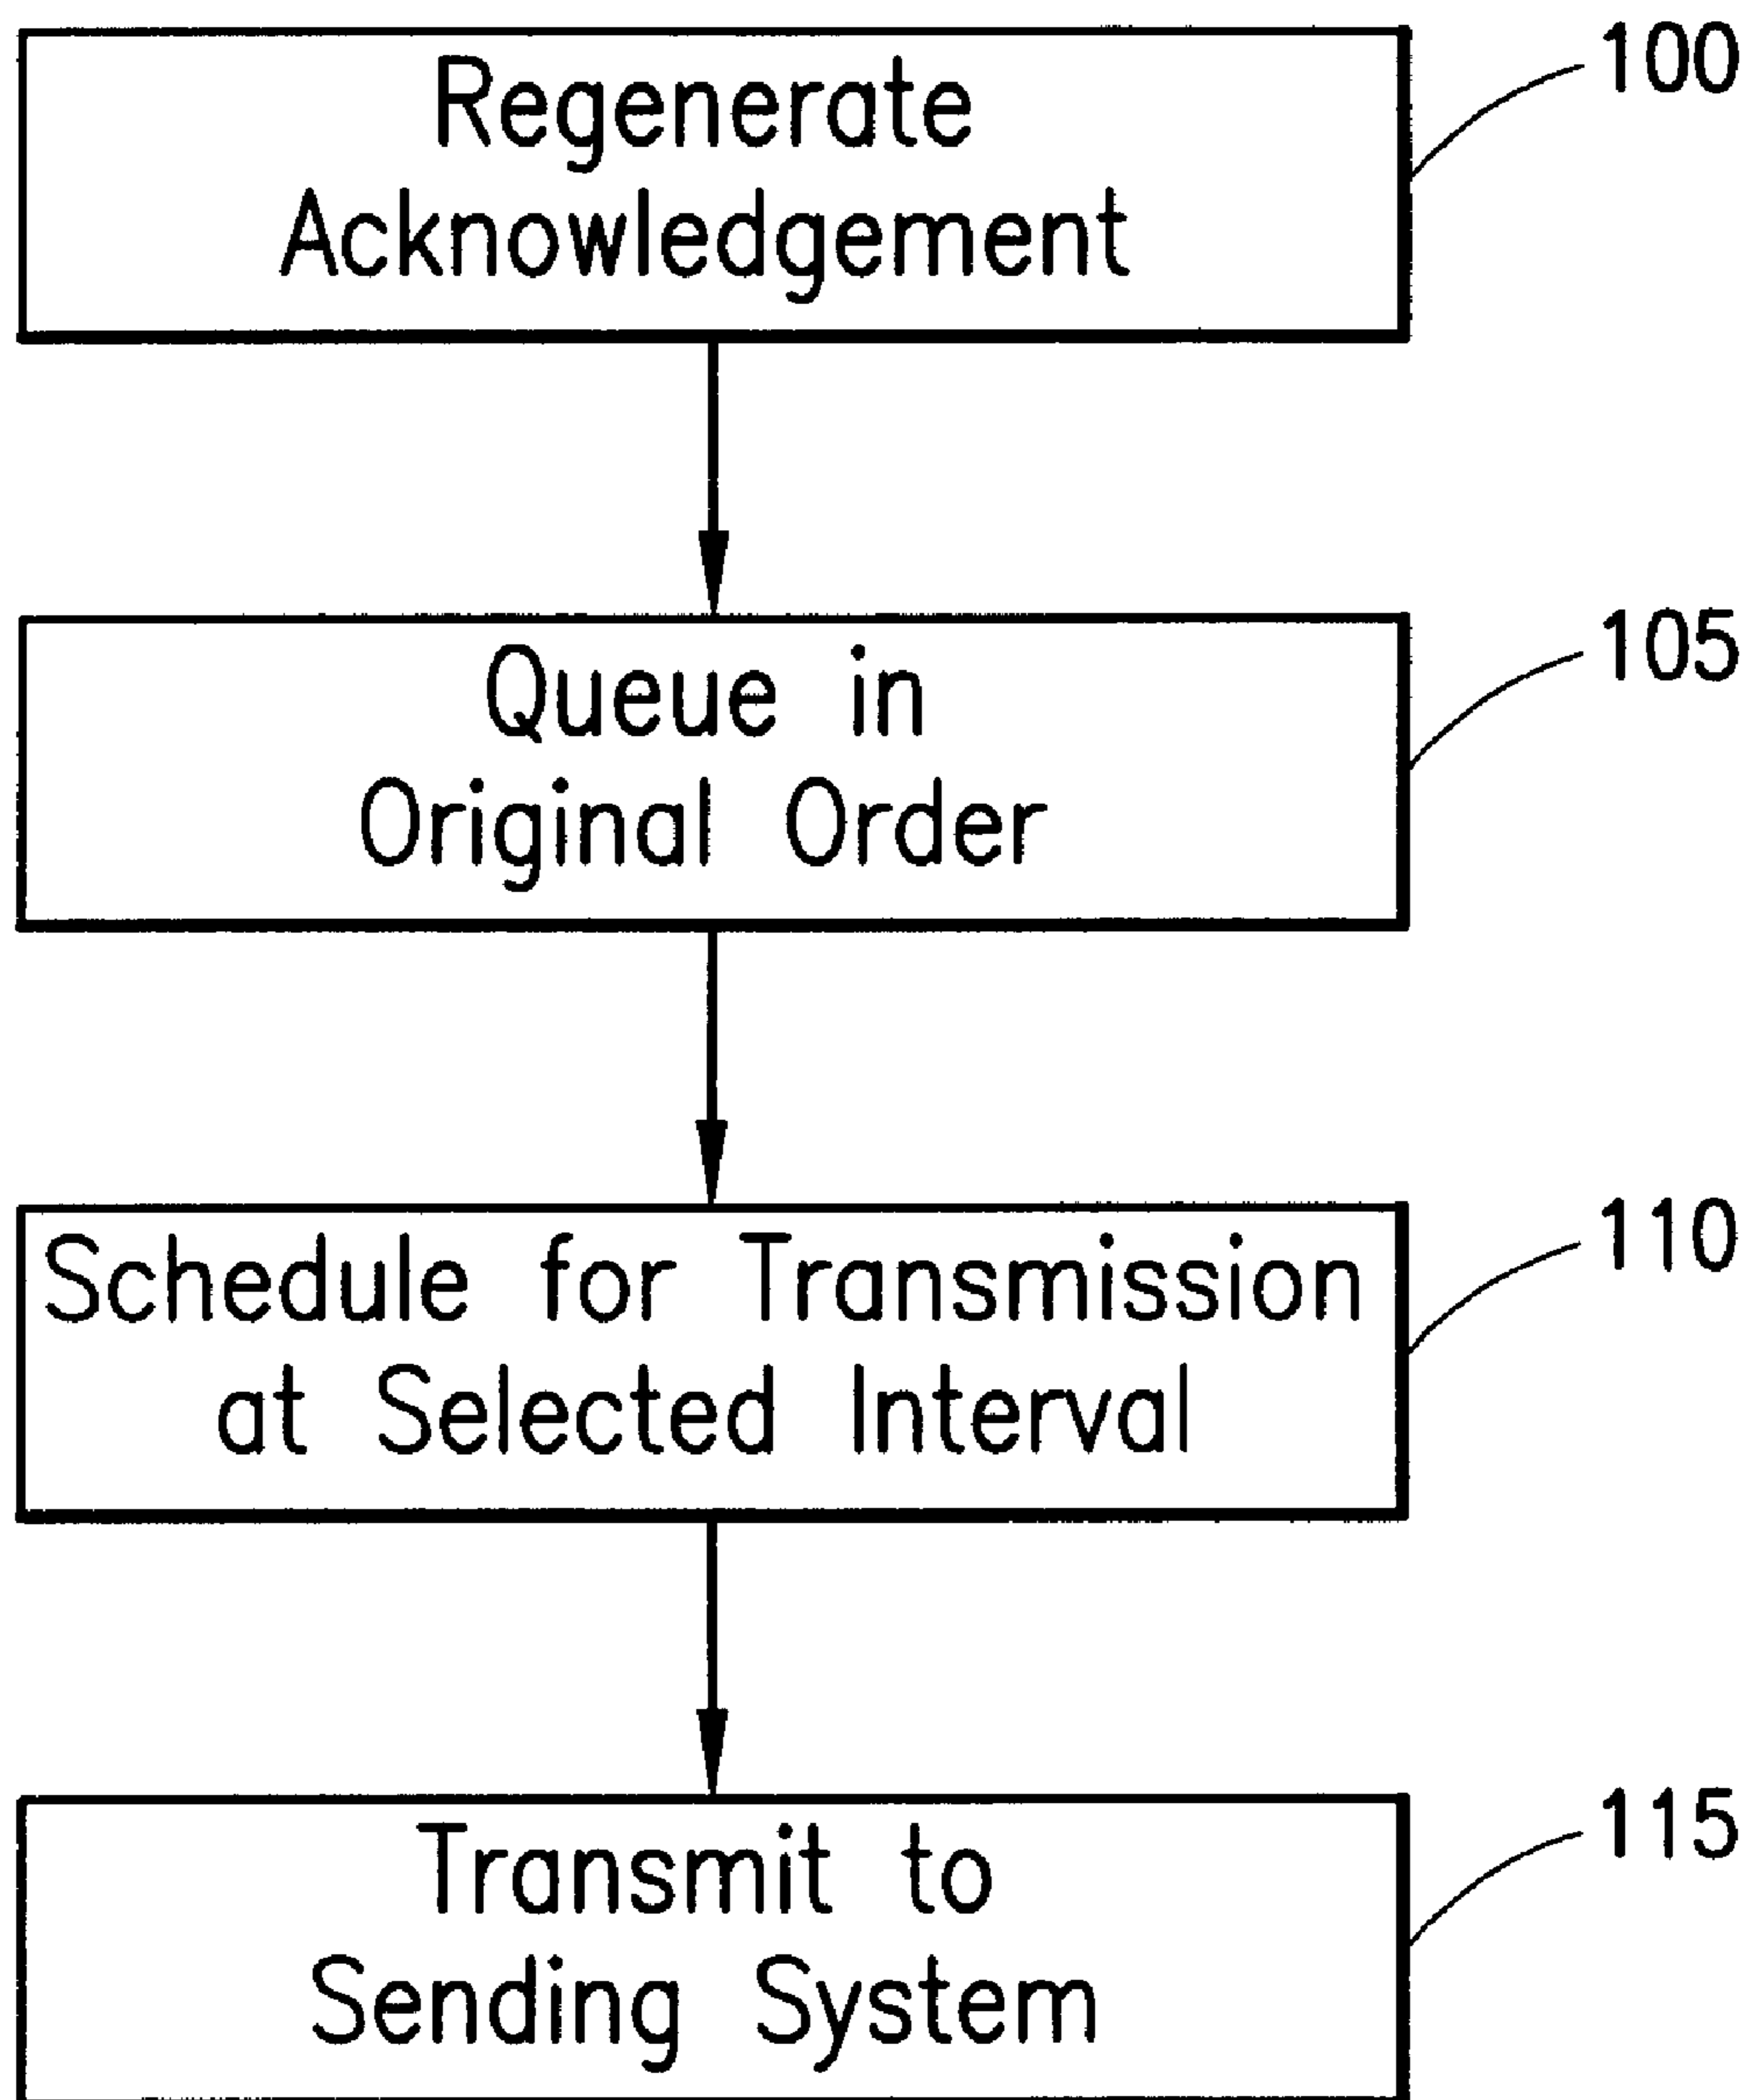 Regenerate
Acknowledgement
100
Queue in
Original Order
105
Schedule for Transmission
at Selected Interval
110
Transmit to
Sending System
115